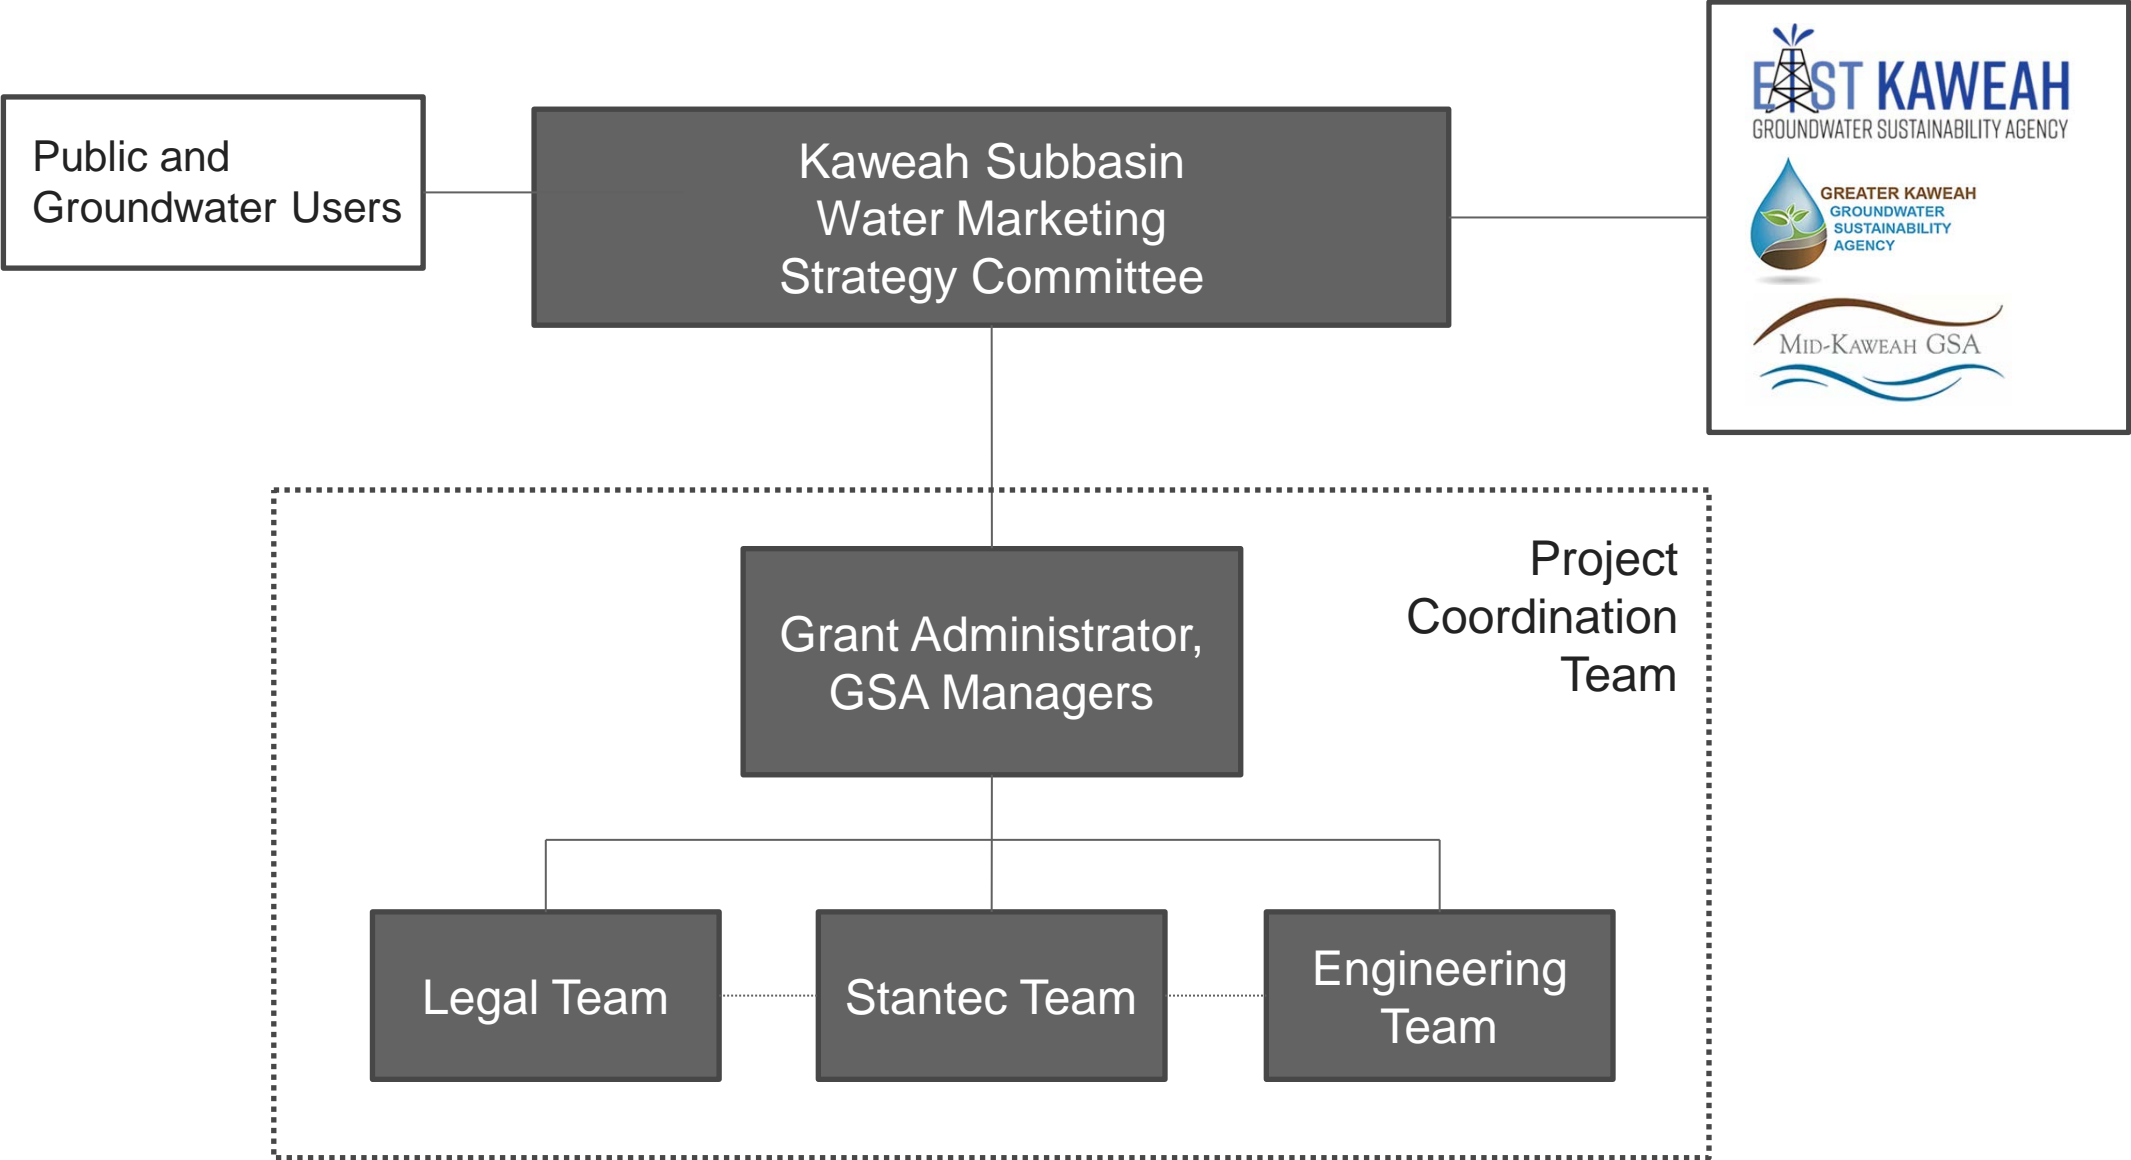 Public and
Groundwater Users
Kaweah Subbasin
Water Marketing
Strategy Committee
EAST KAWEAH
GROUNDWATER SUSTAINABILITY AGENCY
GREATER KAWEAH
GROUNDWATER
SUSTAINABILITY
AGENCY
MID-KAWEAH GSA
Project
Coordination
Team
Grant Administrator,
GSA Managers
Legal Team
Stantec Team
Engineering
Team